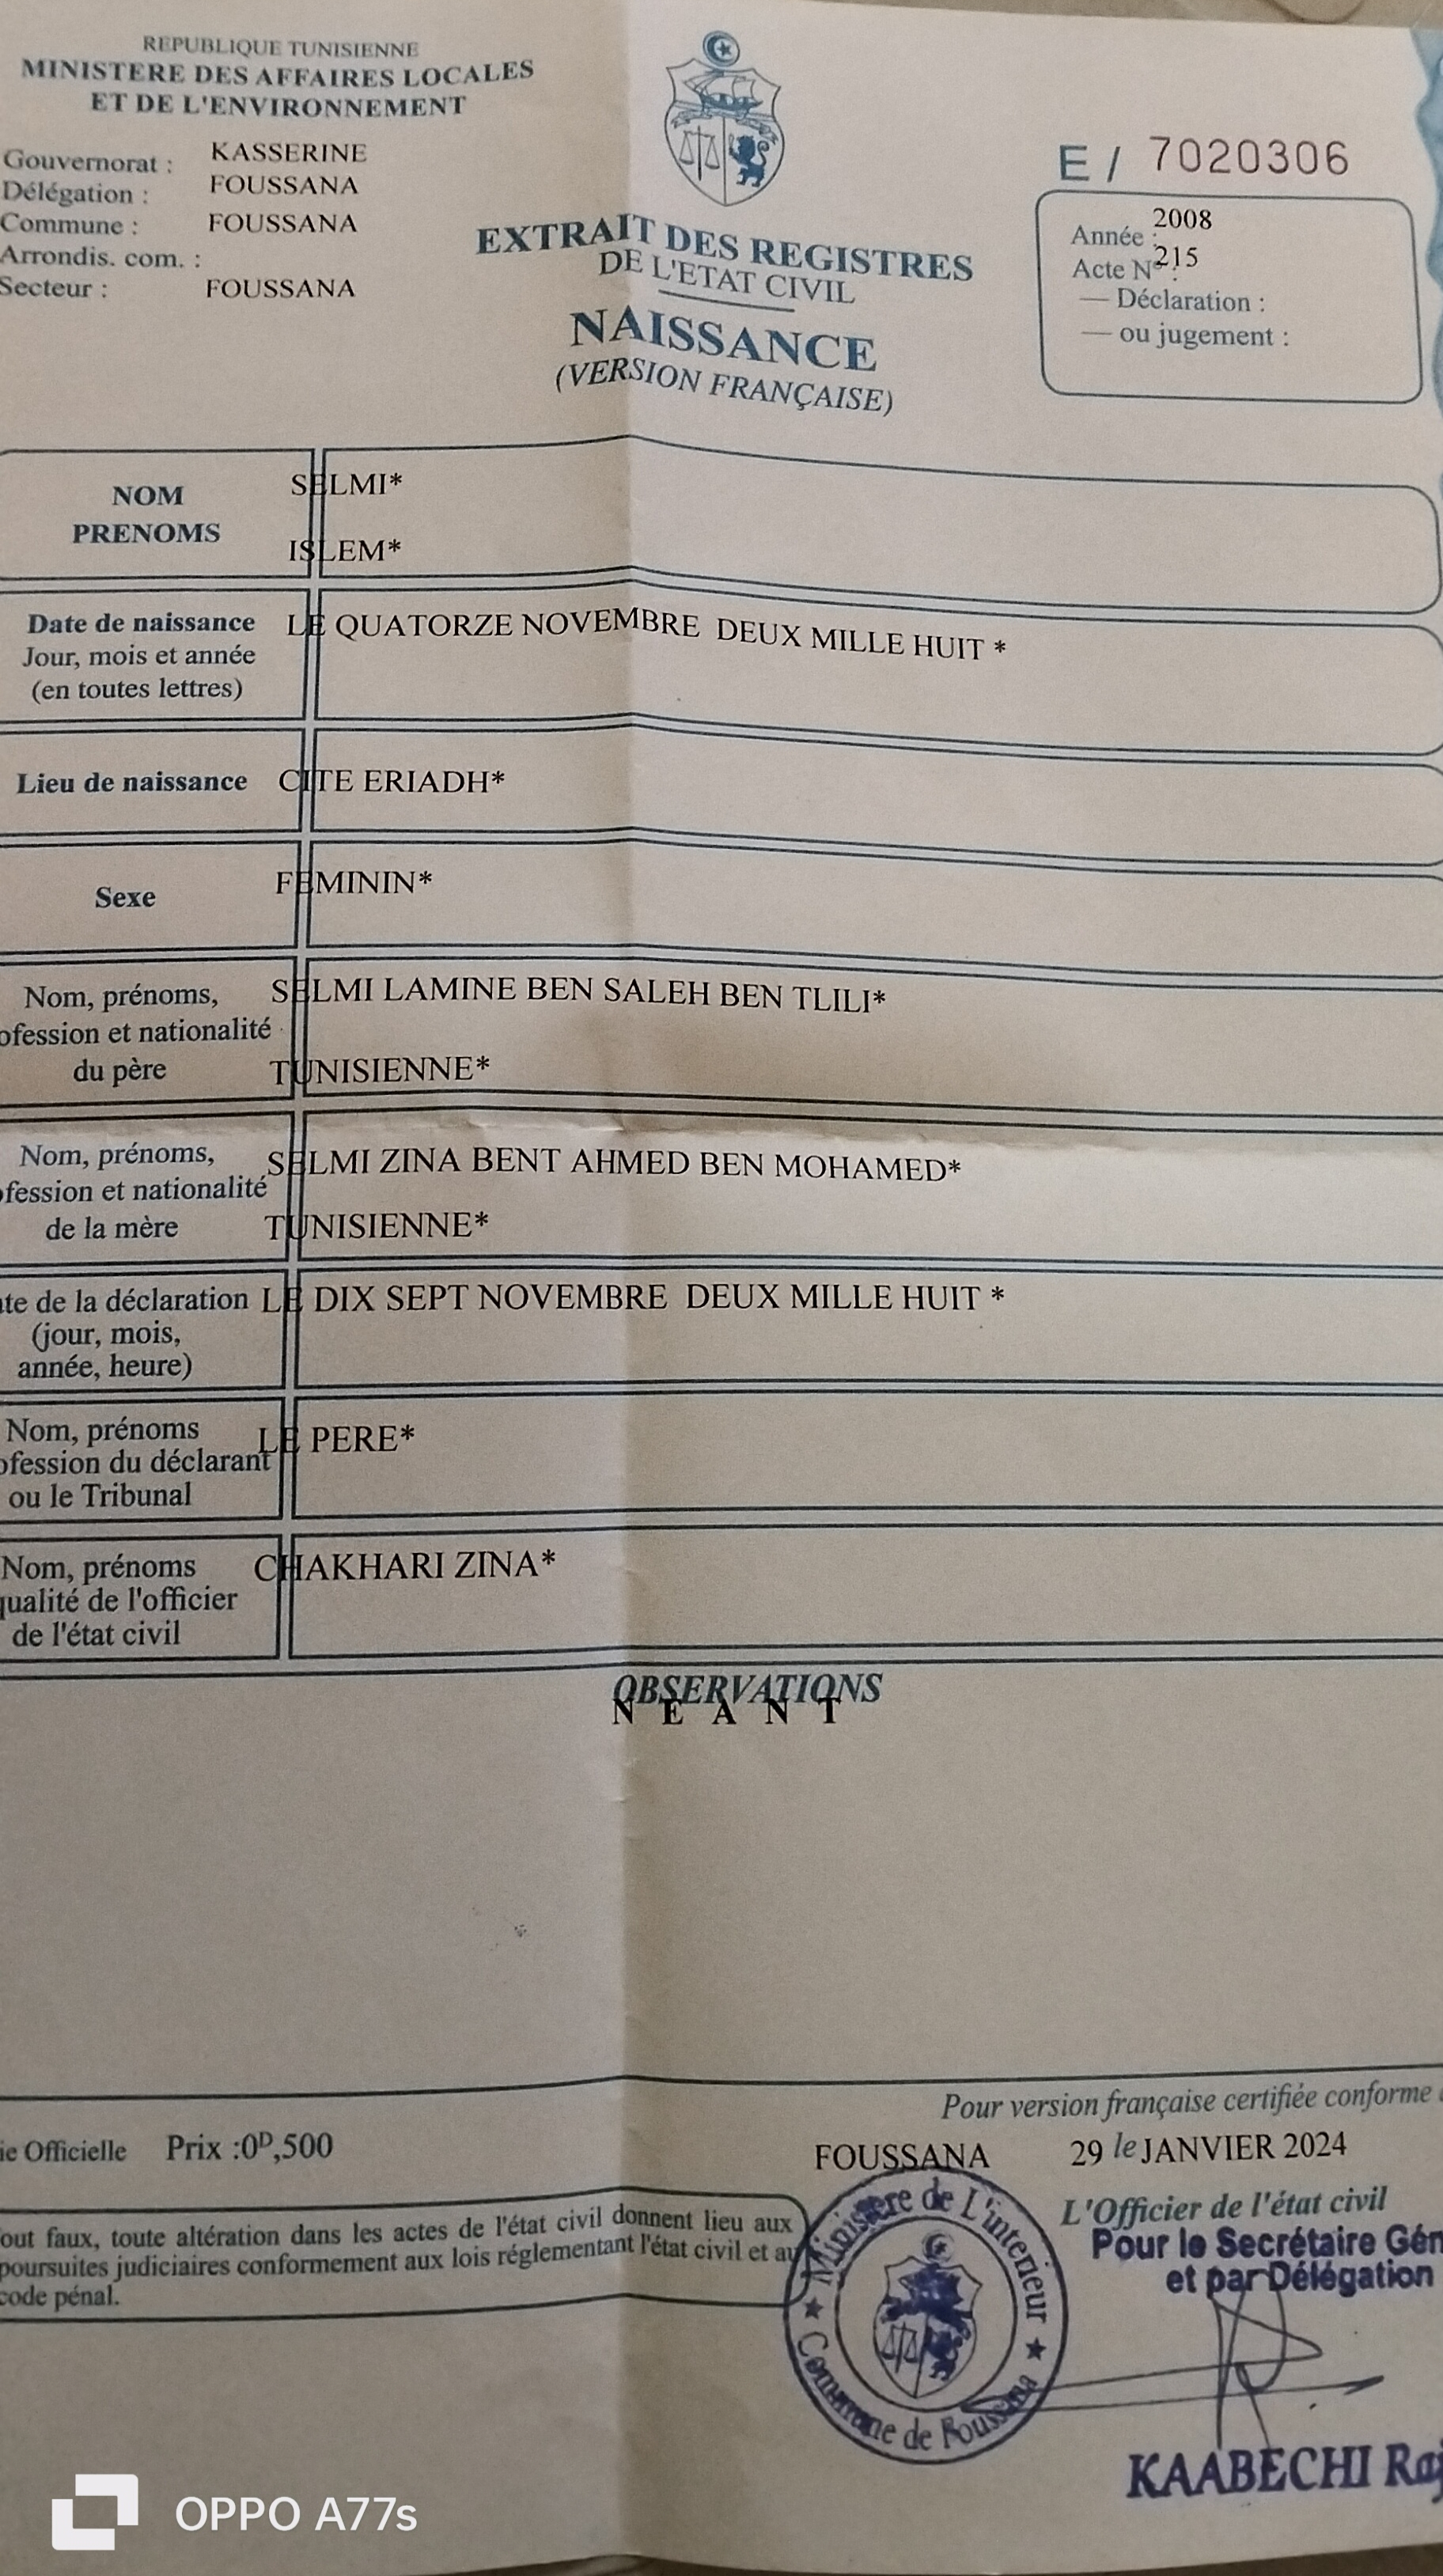 REPUBLIQUE TUNISIENNE
MINISTERE DES AFFAIRES LOCALES
ET DE L'ENVIRONNEMENT
Gouvernorat : KASSERINE
Délégation : FOUSSANA
Commune : FOUSSANA
Arrondis. com. :
Secteur : FOUSSANA
EXTRAIT DES REGISTRES
DE L'ETAT CIVIL
NAISSANCE
(VERSION FRANÇAISE)
E / 7020306
Année : 2008
Acte N° : 215
— Déclaration :
— ou jugement :
NOM SELMI*
PRENOMS ISLEM*
Date de naissance LE QUATORZE NOVEMBRE DEUX MILLE HUIT *
Jour, mois et année
(en toutes lettres)
Lieu de naissance CITE ERIADH*
Sexe FEMININ*
Nom, prénoms, SELMI LAMINE BEN SALEH BEN TLILI*
ofession et nationalité
du père TUNISIENNE*
Nom, prénoms, SELMI ZINA BENT AHMED BEN MOHAMED*
ofession et nationalité
de la mère TUNISIENNE*
te de la déclaration LE DIX SEPT NOVEMBRE DEUX MILLE HUIT *
(jour, mois,
année, heure)
Nom, prénoms LE PERE*
ofession du déclarant
ou le Tribunal
Nom, prénoms CHAKHARI ZINA*
qualité de l'officier
de l'état civil
OBSERVATIONS
N E A N T
Pour version française certifiée conforme
ie Officielle Prix :0ᴰ,500
FOUSSANA 29 le JANVIER 2024
L'Officier de l'état civil
Pour le Secrétaire Gén
et par Délégation
out faux, toute altération dans les actes de l'état civil donnent lieu aux
poursuites judiciaires conformement aux lois réglementant l'état civil et au
code pénal.
Ministère de L'interieur
Commune de Foussana
KAABECHI Raj
OPPO A77s